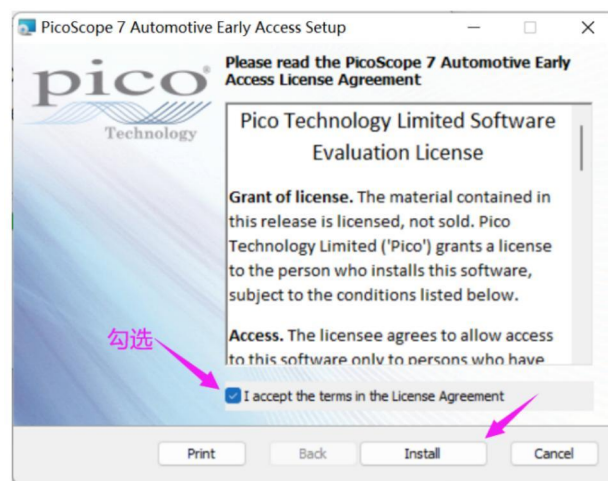 PicoScope 7 Automotive Early Access Setup
pico
Technology
Please read the PicoScope 7 Automotive Early
Access License Agreement
Pico Technology Limited Software
Evaluation License
Grant of license. The material contained in
this release is licensed, not sold. Pico
Technology Limited ('Pico') grants a license
to the person who installs this software,
subject to the conditions listed below.
Access. The licensee agrees to allow access
to this software only to persons who have
勾选
I accept the terms in the License Agreement
Print
Back
Install
Cancel